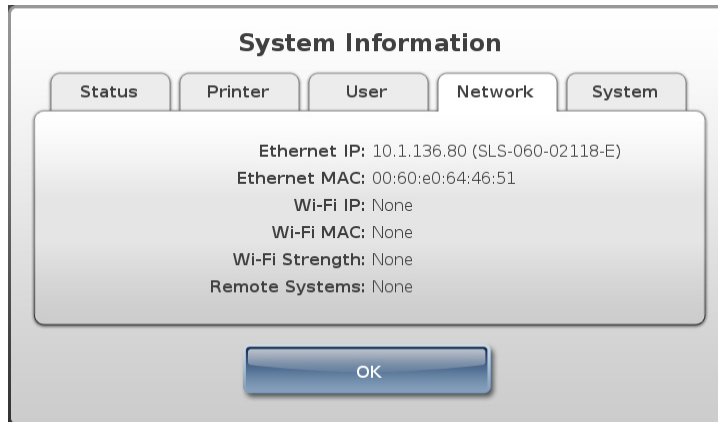 System Information
Status Printer User Network System
Ethernet IP: 10.1.136.80 (SLS-060-02118-E)
Ethernet MAC: 00:60:e0:64:46:51
Wi-Fi IP: None
Wi-Fi MAC: None
Wi-Fi Strength: None
Remote Systems: None
OK